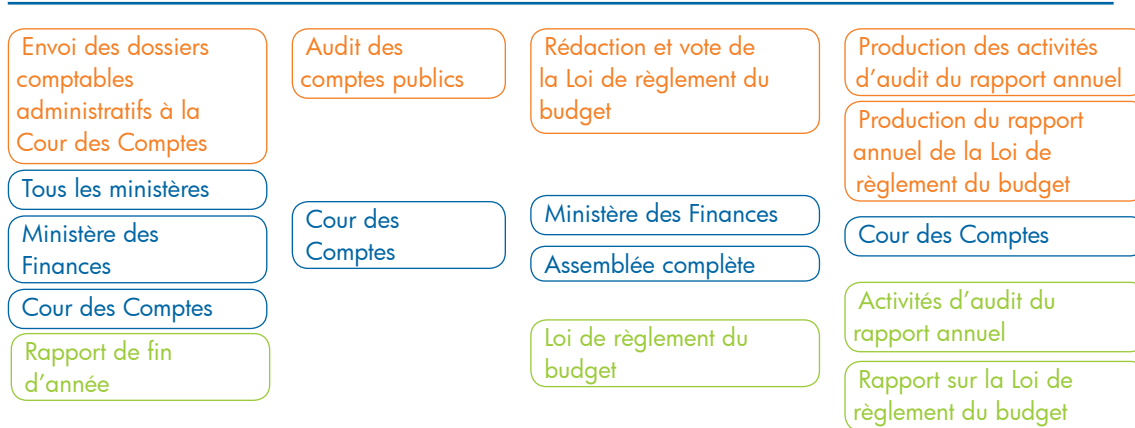 Envoi des dossiers
comptables
administratifs à la
Cour des Comptes
Tous les ministères
Ministère des
Finances
Cour des Comptes
Rapport de fin
d’année
Audit des
comptes publics
Cour des
Comptes
Rédaction et vote de
la Loi de règlement du
budget
Ministère des Finances
Assemblée complète
Loi de règlement du
budget
Production des activités
d’audit du rapport annuel
Production du rapport
annuel de la Loi de
règlement du budget
Cour des Comptes
Activités d’audit du
rapport annuel
Rapport sur la Loi de
règlement du budget